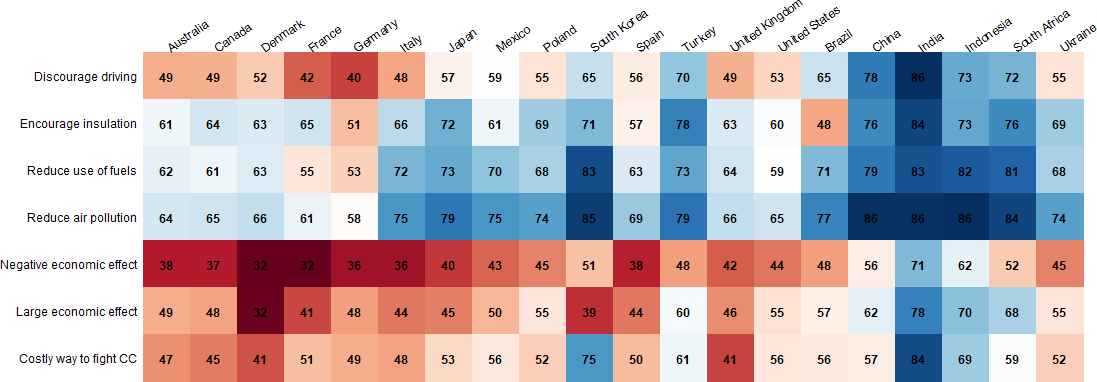 Australia Canada Denmark France Germany Italy Japan Mexico Poland South Korea Spain Turkey United Kingdom United States Brazil China India Indonesia South Africa Ukraine
Discourage driving 49 49 52 42 40 48 57 59 55 65 56 70 49 53 65 78 86 73 72 55
Encourage insulation 61 64 63 65 51 66 72 61 69 71 57 78 63 60 48 76 84 73 76 69
Reduce use of fuels 62 61 63 55 53 72 73 70 68 83 63 73 64 59 71 79 83 82 81 68
Reduce air pollution 64 65 66 61 58 75 79 75 74 85 69 79 66 65 77 86 86 86 84 74
Negative economic effect 38 37 32 32 36 36 40 43 45 51 38 48 42 44 48 56 71 62 52 45
Large economic effect 49 48 32 41 48 44 45 50 55 39 44 60 46 55 57 62 78 70 68 55
Costly way to fight CC 47 45 41 51 49 48 53 56 52 75 50 61 41 56 56 57 84 69 59 52